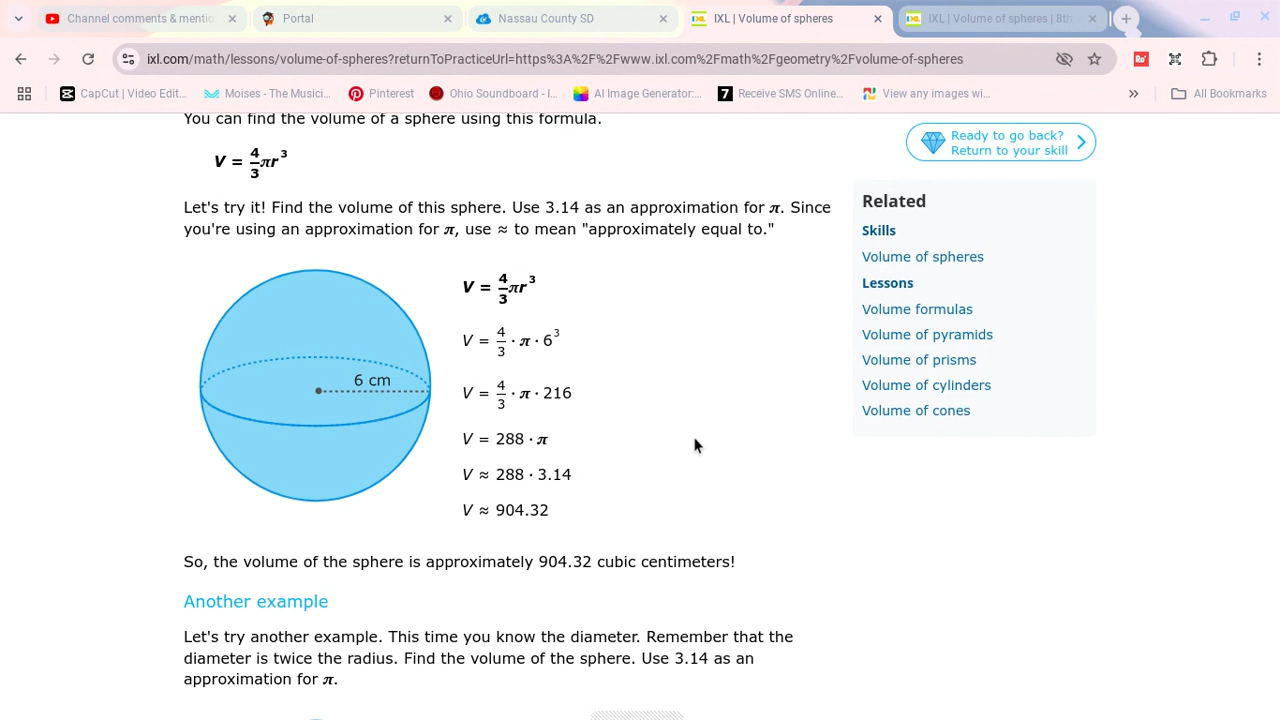 Channel comments & mentio
Portal
Nassau County SD
IXL | Volume of spheres
IXL | Volume of spheres | 8th
ixl.com/math/lessons/volume-of-spheres?returnToPracticeUrl=https%3A%2F%2Fwww.ixl.com%2Fmath%2Fgeometry%2Fvolume-of-spheres
CapCut | Video Edit...
Moises - The Musici...
Pinterest
Ohio Soundboard - I...
AI Image Generator:...
7 Receive SMS Online...
View any images wi...
All Bookmarks
You can find the volume of a sphere using this formula.
V = 4/3 πr³
Let's try it! Find the volume of this sphere. Use 3.14 as an approximation for π. Since
you're using an approximation for π, use ≈ to mean "approximately equal to."
6 cm
V = 4/3 πr³
V = 4/3 · π · 6³
V = 4/3 · π · 216
V = 288 · π
V ≈ 288 · 3.14
V ≈ 904.32
So, the volume of the sphere is approximately 904.32 cubic centimeters!
Another example
Let's try another example. This time you know the diameter. Remember that the
diameter is twice the radius. Find the volume of the sphere. Use 3.14 as an
approximation for π.
Ready to go back?
Return to your skill
Related
Skills
Volume of spheres
Lessons
Volume formulas
Volume of pyramids
Volume of prisms
Volume of cylinders
Volume of cones